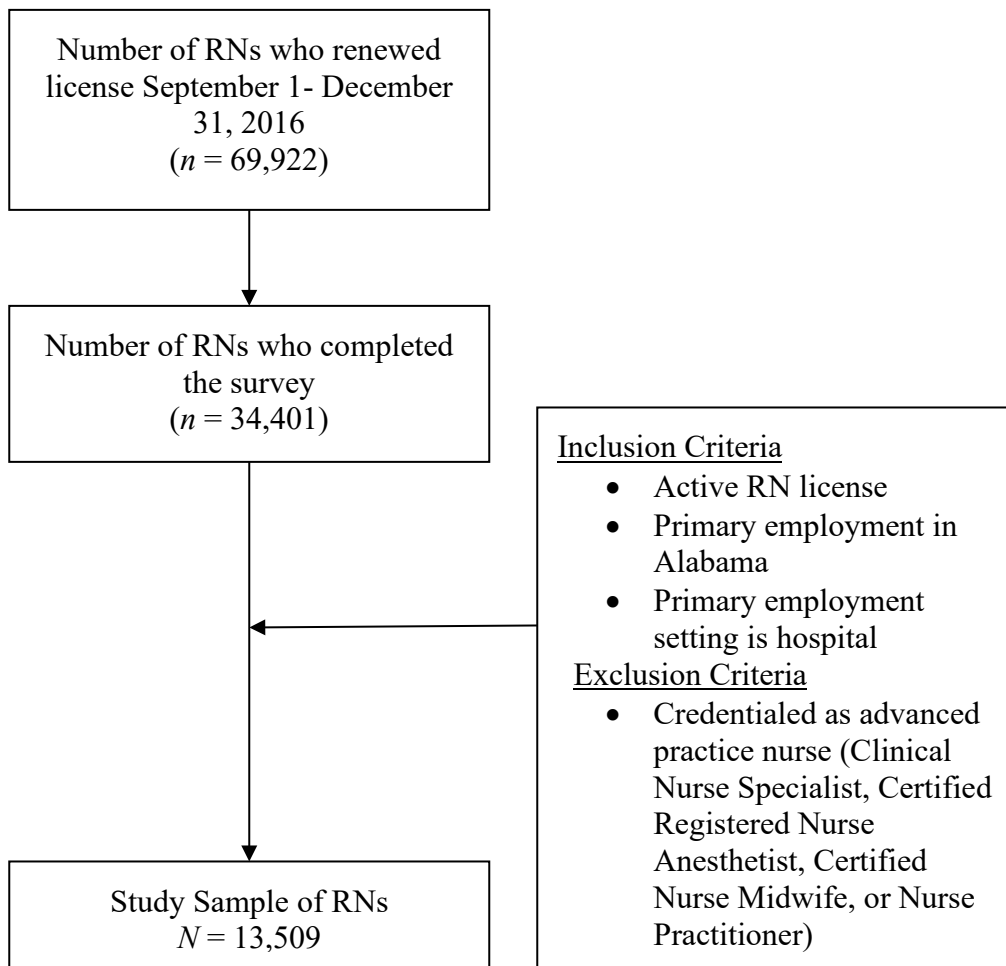 Number of RNs who renewed
license September 1- December
31, 2016
(n = 69,922)
Number of RNs who completed
the survey
(n = 34,401)
Inclusion Criteria
• Active RN license
• Primary employment in
Alabama
• Primary employment
setting is hospital
Exclusion Criteria
• Credentialed as advanced
practice nurse (Clinical
Nurse Specialist, Certified
Registered Nurse
Anesthetist, Certified
Nurse Midwife, or Nurse
Practitioner)
Study Sample of RNs
N = 13,509